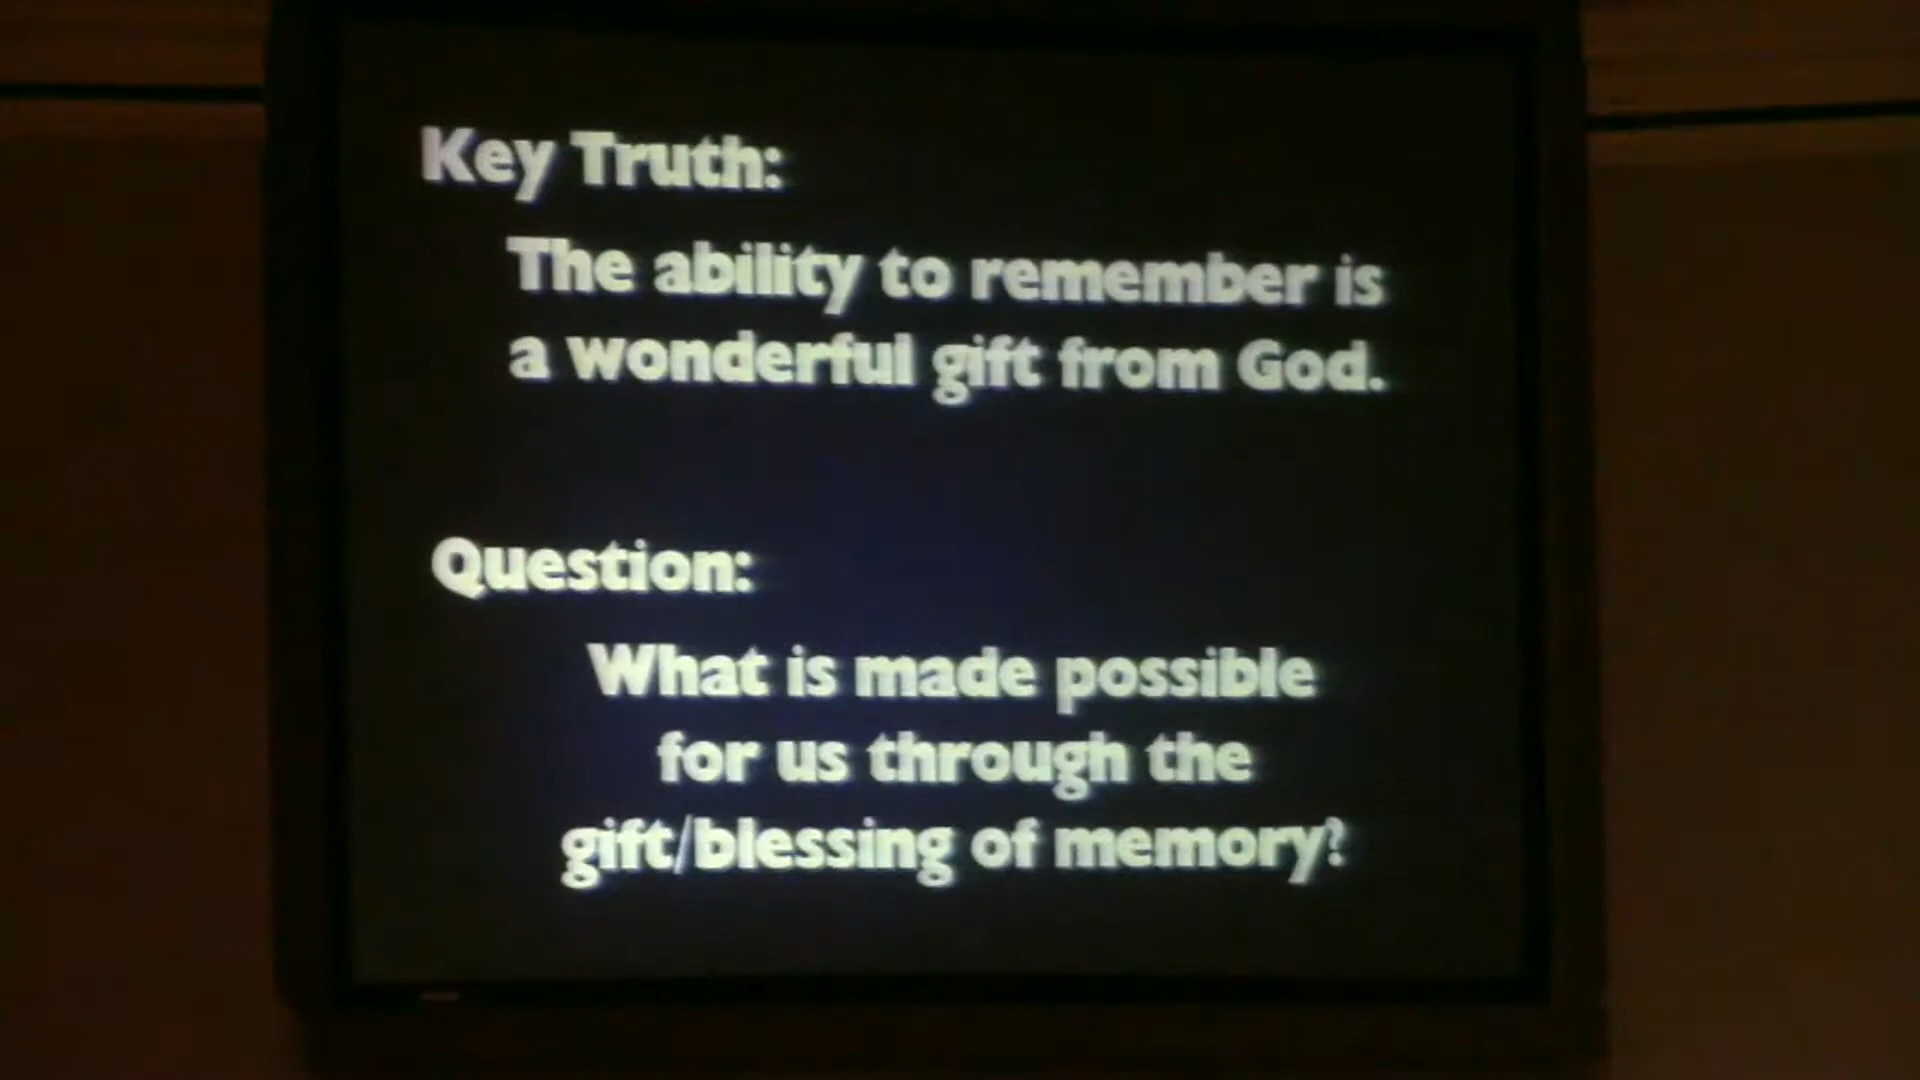 Key Truth:
The ability to remember is
a wonderful gift from God.
Question:
What is made possible
for us through the
gift/blessing of memory?